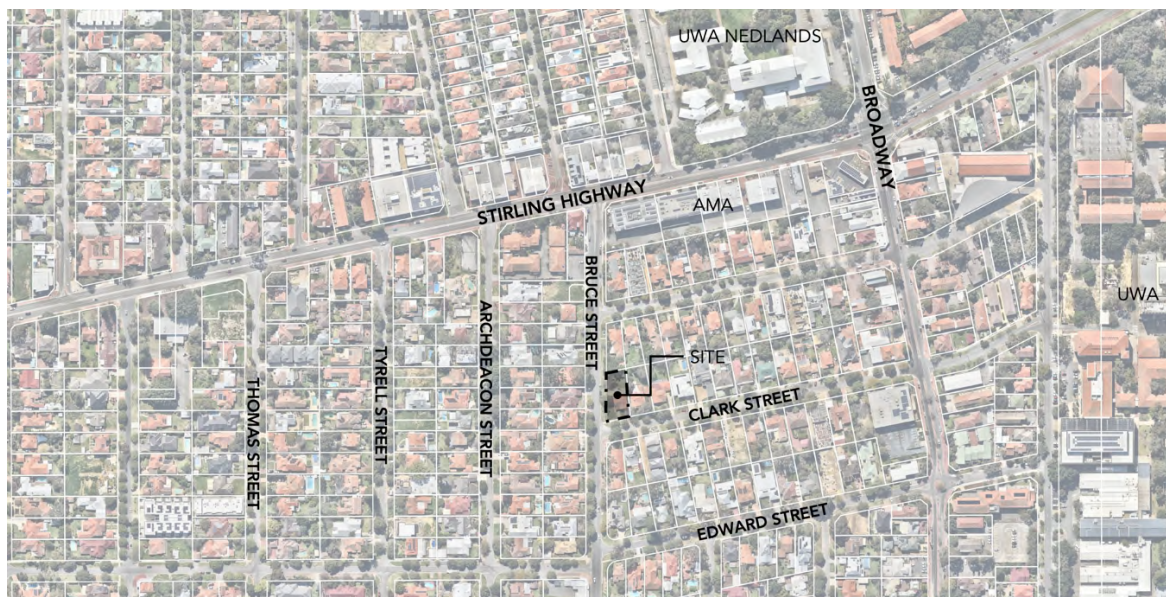 UWA NEDLANDS
BROADWAY
STIRLING HIGHWAY
AMA
BRUCE STREET
UWA
ARCHDEACON STREET
TYRELL STREET
SITE
THOMAS STREET
CLARK STREET
EDWARD STREET